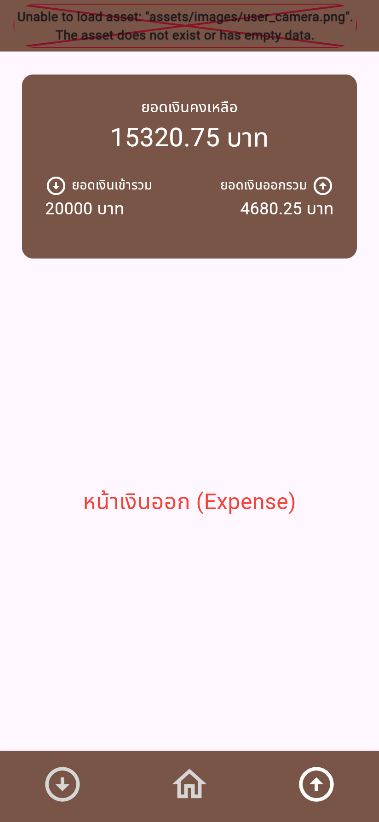 Unable to load asset: "assets/images/user_camera.png".
The asset does not exist or has empty data.
ยอดเงินคงเหลือ
15320.75 บาท
ยอดเงินเข้ารวม
ยอดเงินออกรวม
20000 บาท
4680.25 บาท
หน้าเงินออก (Expense)